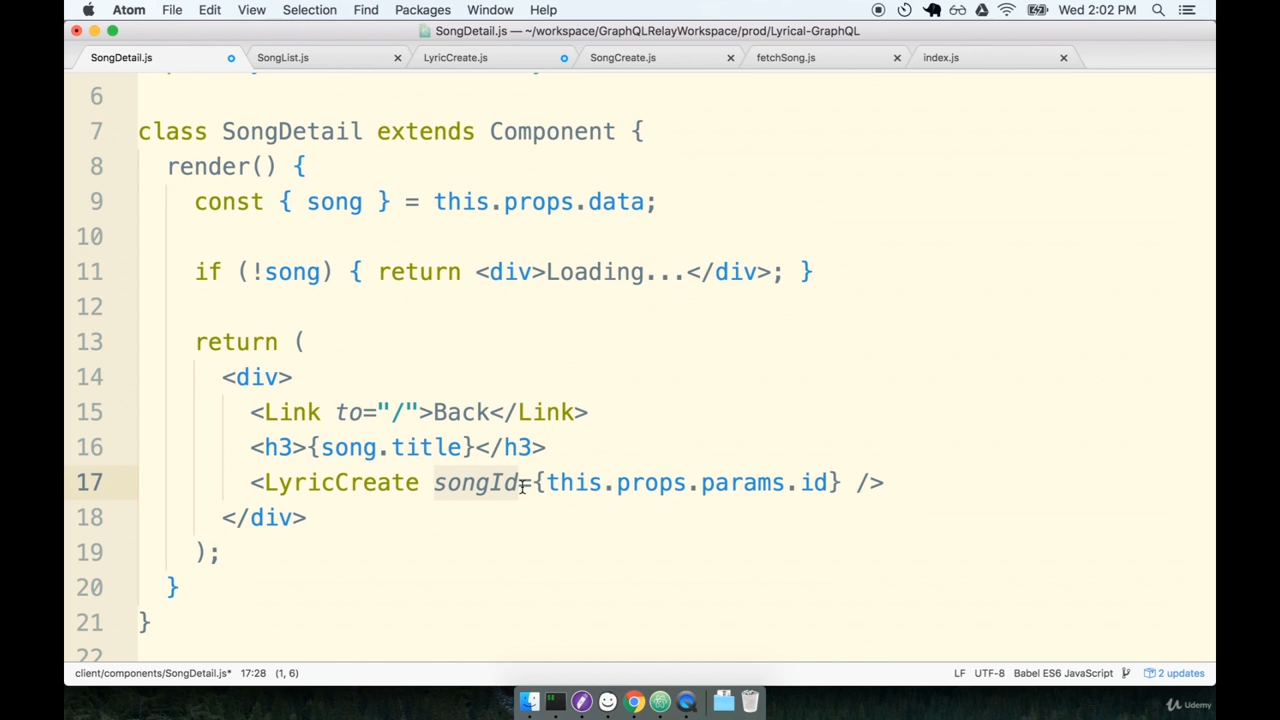 Atom File Edit View Selection Find Packages Window Help Wed 2:02 PM
SongDetail.js — ~/workspace/GraphQLRelayWorkspace/prod/Lyrical-GraphQL
SongDetail.js SongList.js LyricCreate.js SongCreate.js fetchSong.js index.js
6
7 class SongDetail extends Component {
8 render() {
9 const { song } = this.props.data;
10
11 if (!song) { return <div>Loading...</div>; }
12
13 return (
14 <div>
15 <Link to="/">Back</Link>
16 <h3>{song.title}</h3>
17 <LyricCreate songId={this.props.params.id} />
18 </div>
19 );
20 }
21 }
22
client/components/SongDetail.js* 17:28 (1, 6) LF UTF-8 Babel ES6 JavaScript 2 updates
Udemy